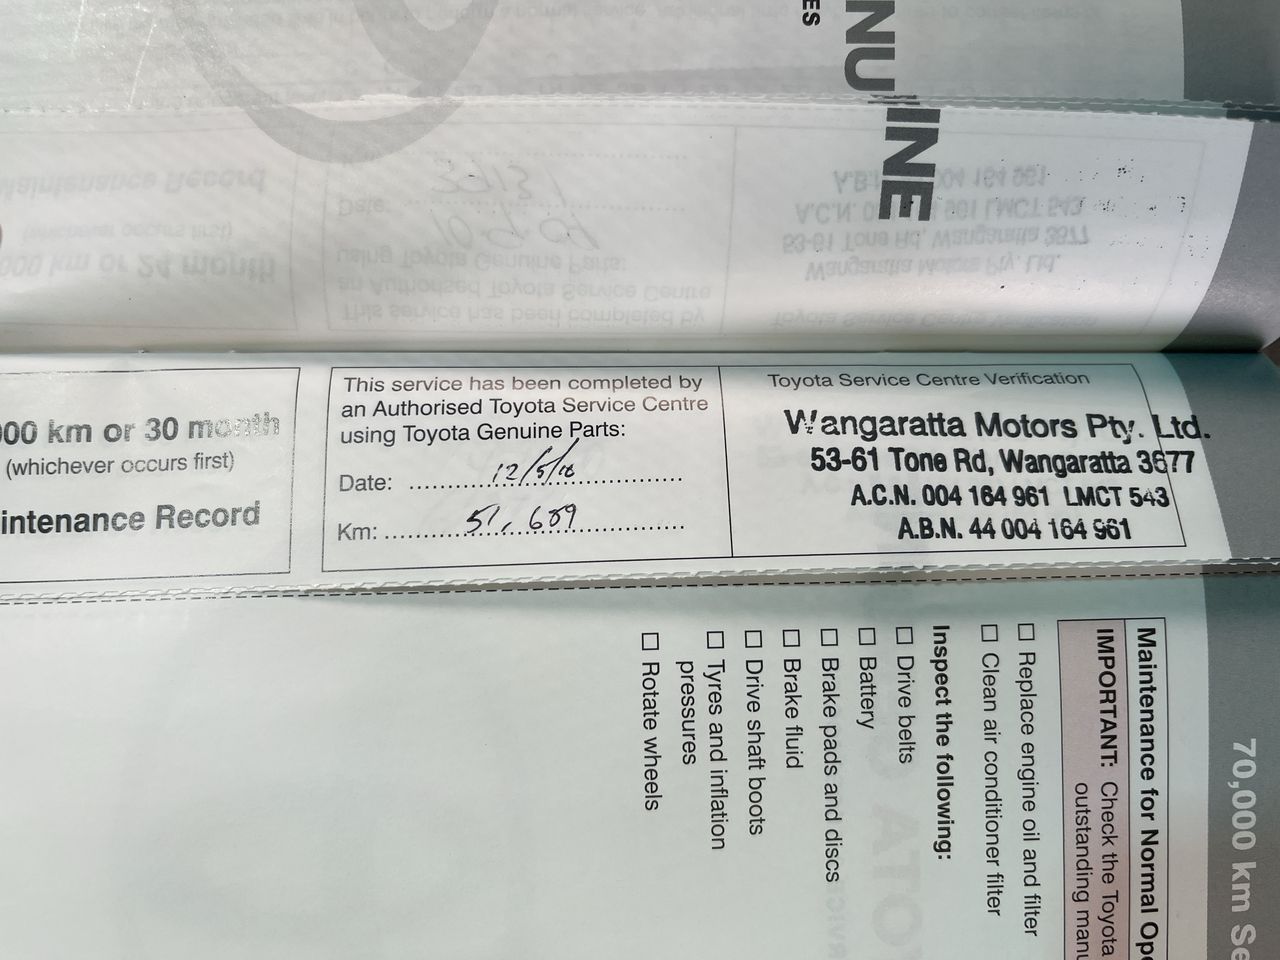 ES
NU
INE
000 km or 30 month
(whichever occurs first)
intenance Record
This service has been completed by
an Authorised Toyota Service Centre
using Toyota Genuine Parts:
Date: 12/5/10
Km: 51,689
Toyota Service Centre Verification
Wangaratta Motors Pty. Ltd.
53-61 Tone Rd, Wangaratta 3677
A.C.N. 004 164 961 LMCT 543
A.B.N. 44 004 164 961
70,000 km Se
Maintenance for Normal Ope
IMPORTANT: Check the Toyota
outstanding manu
☐ Replace engine oil and filter
☐ Clean air conditioner filter
Inspect the following:
☐ Drive belts
☐ Battery
☐ Brake pads and discs
☐ Brake fluid
☐ Drive shaft boots
☐ Tyres and inflation
pressures
☐ Rotate wheels